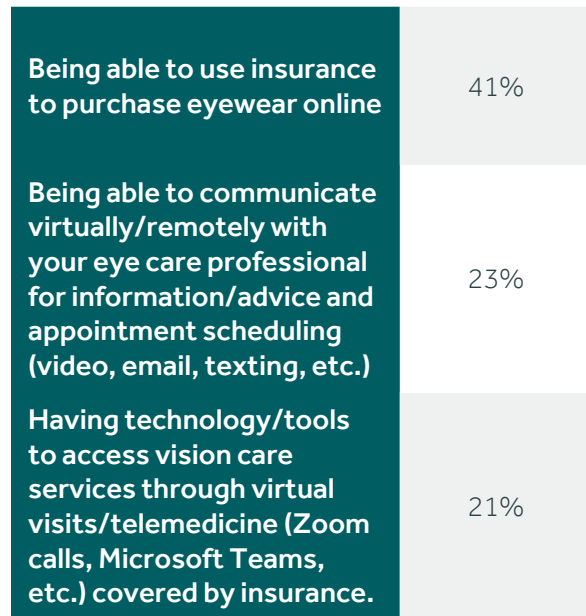 Being able to use insurance
to purchase eyewear online
41%
Being able to communicate
virtually/remotely with
your eye care professional
for information/advice and
appointment scheduling
(video, email, texting, etc.)
23%
Having technology/tools
to access vision care
services through virtual
visits/telemedicine (Zoom
calls, Microsoft Teams,
etc.) covered by insurance.
21%